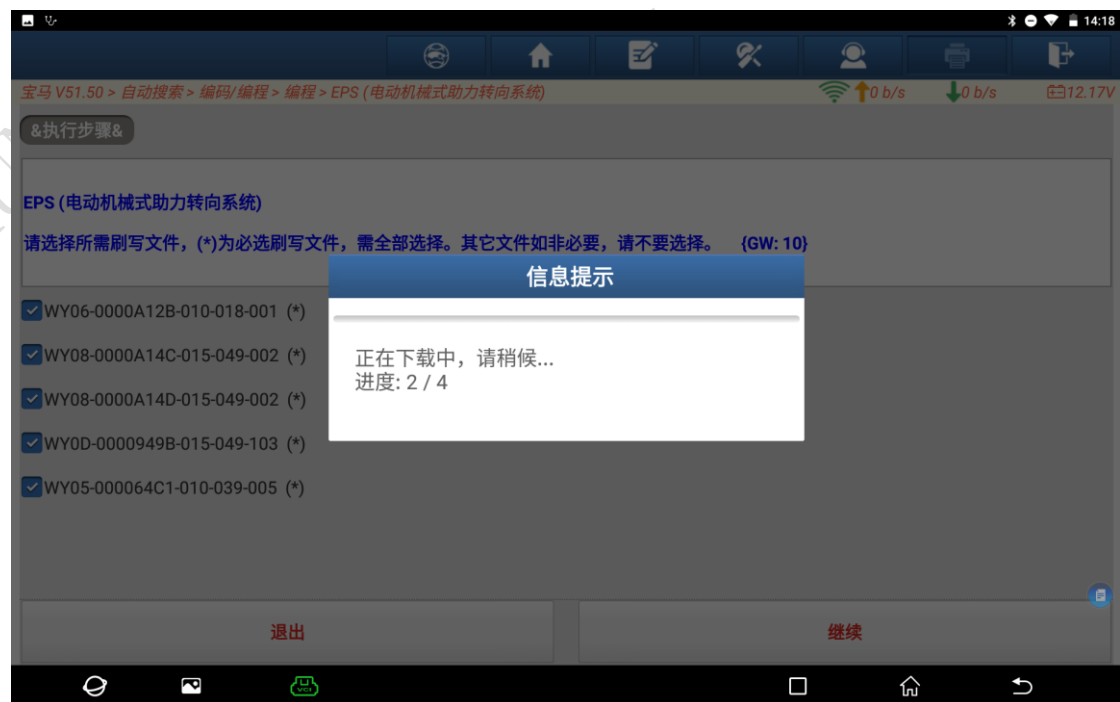 14:18
宝马 V51.50 > 自动搜索 > 编码/编程 > 编程 > EPS (电动机械式助力转向系统)
0 b/s
0 b/s
12.17V
&执行步骤&
EPS (电动机械式助力转向系统)
请选择所需刷写文件，(*)为必选刷写文件，需全部选择。其它文件如非必要，请不要选择。 {GW: 10}
信息提示
正在下载中，请稍候...
进度: 2 / 4
WY06-0000A12B-010-018-001 (*)
WY08-0000A14C-015-049-002 (*)
WY08-0000A14D-015-049-002 (*)
WY0D-0000949B-015-049-103 (*)
WY05-000064C1-010-039-005 (*)
退出
继续
VCI